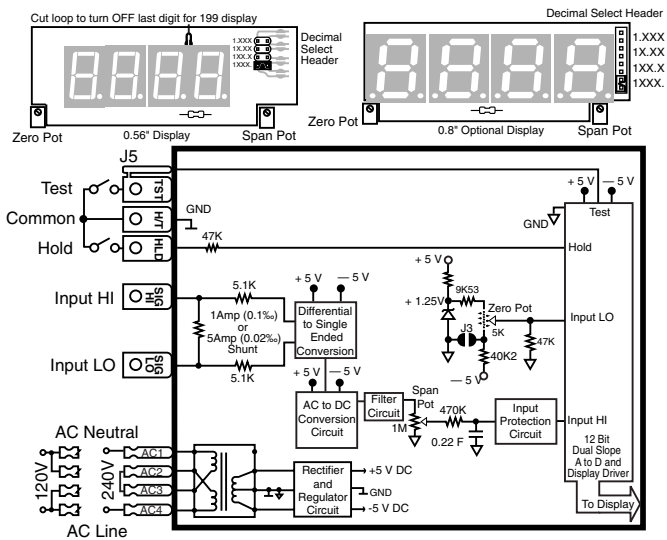 Cut loop to turn OFF last digit for 199 display
1.XXX
1X.XX
1XX.X
1XXX.
Decimal
Select
Header
Zero Pot
0.56" Display
Span Pot
Decimal Select Header
1.XXX
1X.XX
1XX.X
1XXX.
Zero Pot
0.8" Optional Display
Span Pot
J5
Test
TST
Common
H/T
GND
Hold
HLD
47K
Input HI
SIG HI
5.1K
1Amp (0.1‰)
or
5Amp (0.02‰)
Shunt
5.1K
Input LO
SIG LO
+ 5 V
— 5 V
Differential
to Single
Ended
Conversion
+ 5 V
— 5 V
AC to DC
Conversion
Circuit
Filter
Circuit
Span
Pot
1M
470K
0.22 F
Input
Protection
Circuit
+ 5 V
9K53
+ 1.25V
J3
Zero Pot
5K
40K2
— 5 V
47K
+ 5 V
— 5 V
GND
Test
Hold
Input LO
Input HI
12 Bit
Dual Slope
A to D and
Display Driver
To Display
AC Neutral
120V
240V
AC1
AC2
AC3
AC4
AC Line
Rectifier
and
Regulator
Circuit
+5 V DC
GND
-5 V DC